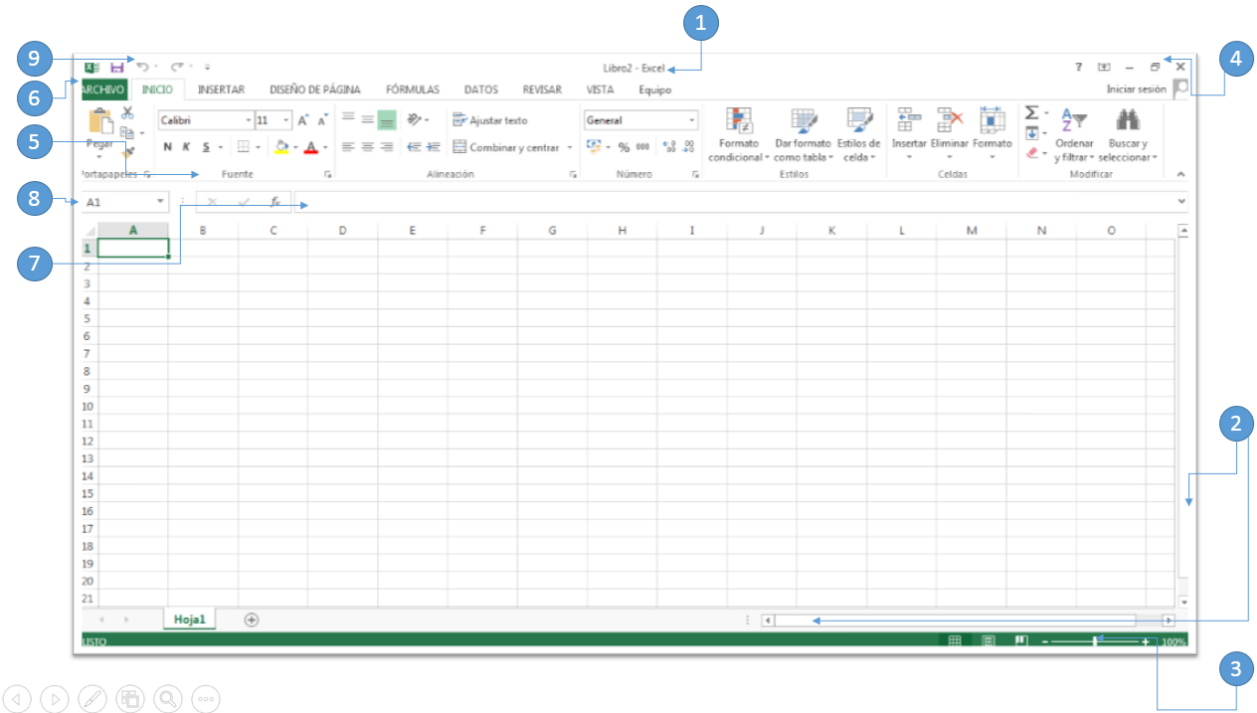 1
9
4
Libro2 - Excel
?
6
ARCHIVO INICIO INSERTAR DISEÑO DE PÁGINA FÓRMULAS DATOS REVISAR VISTA Equipo
Iniciar sesión
5
Pegar
Calibri 11 A A
N K S A
Ajustar texto
Combinar y centrar
General
% 000
Formato condicional
Dar formato como tabla
Estilos de celda
Insertar Eliminar Formato
Σ
A
Z
Ordenar y filtrar
Buscar y seleccionar
Portapapeles Fuente Alineación Número Estilos Celdas Modificar
8
A1
fx
7
A B C D E F G H I J K L M N O
1
2
3
4
5
6
7
8
9
10
11
12
13
14
15
16
17
18
19
20
21
2
Hoja1
LISTO
100%
3